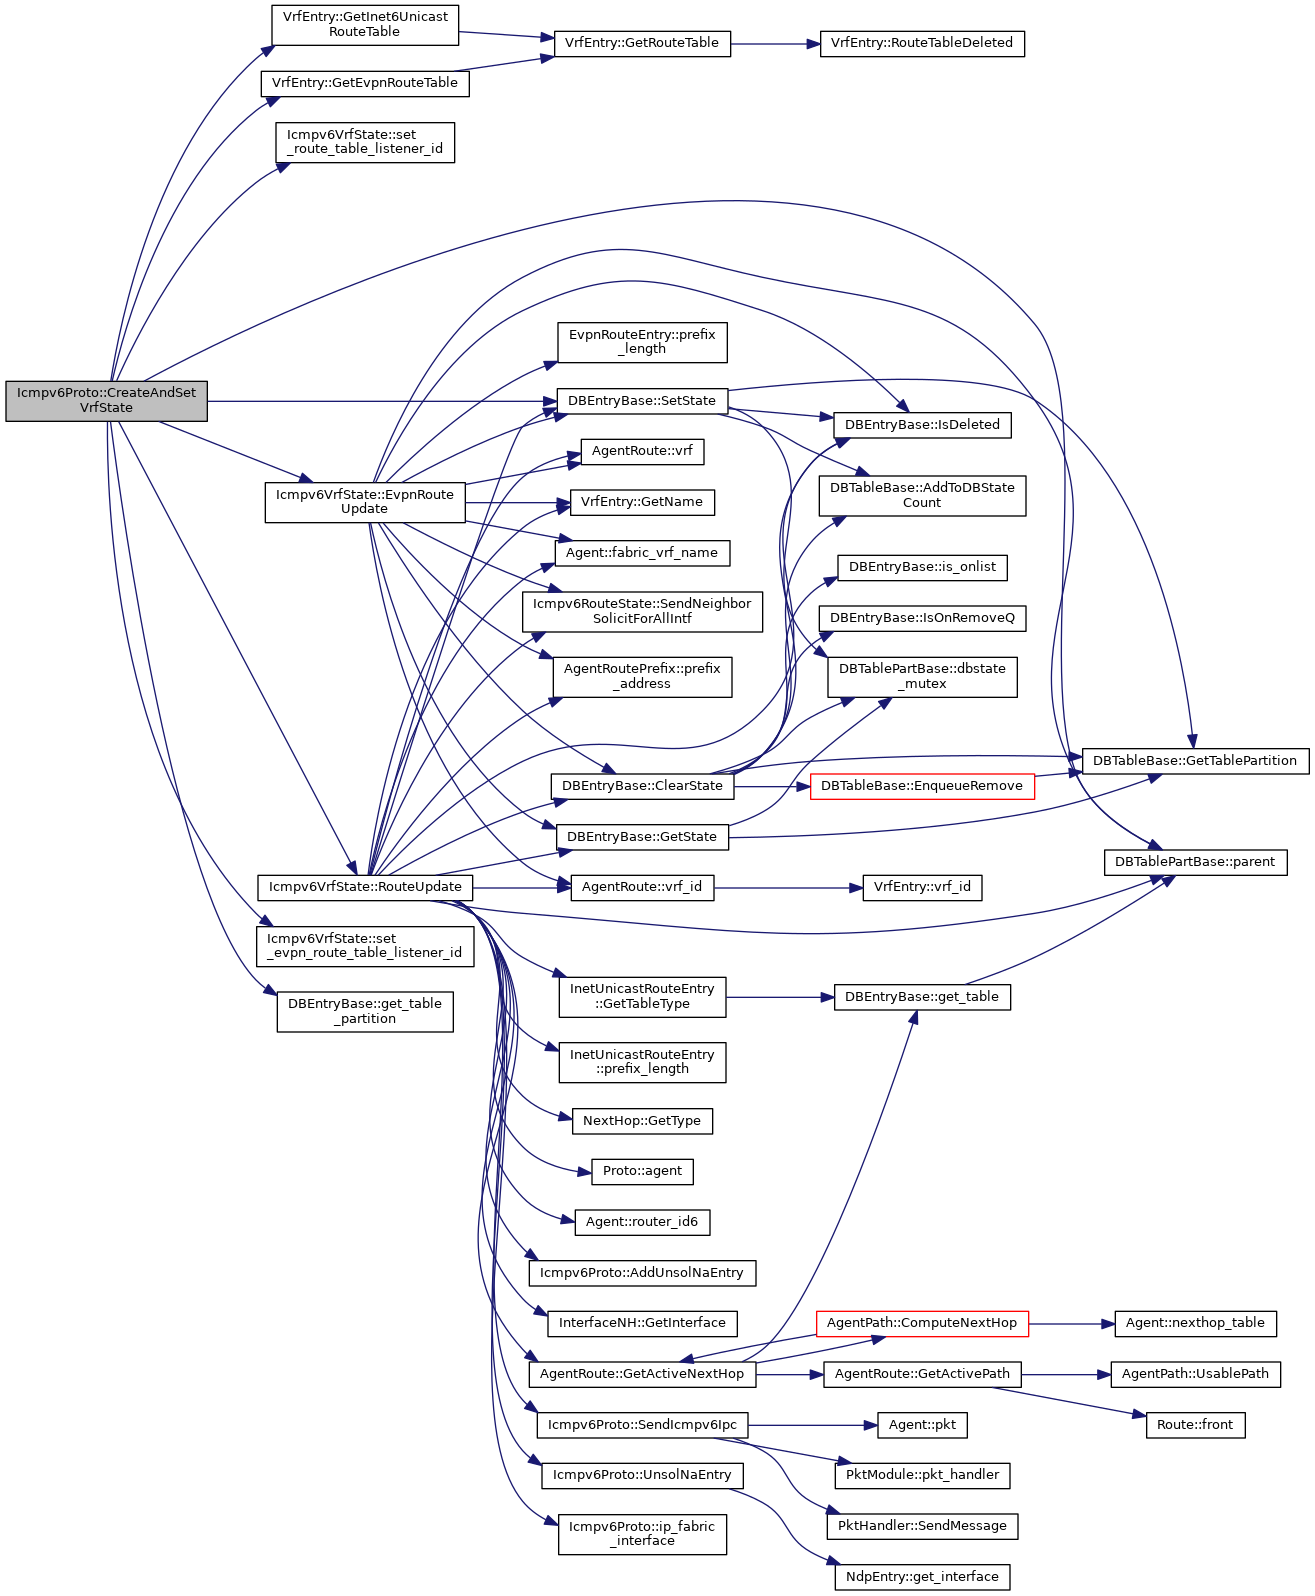 VrfEntry::GetInet6Unicast
RouteTable
VrfEntry::GetRouteTable
VrfEntry::RouteTableDeleted
VrfEntry::GetEvpnRouteTable
Icmpv6VrfState::set
_route_table_listener_id
EvpnRouteEntry::prefix
_length
Icmpv6Proto::CreateAndSet
VrfState
DBEntryBase::SetState
DBEntryBase::IsDeleted
AgentRoute::vrf
Icmpv6VrfState::EvpnRoute
Update
VrfEntry::GetName
DBTableBase::AddToDBState
Count
Agent::fabric_vrf_name
DBEntryBase::is_onlist
Icmpv6RouteState::SendNeighbor
SolicitForAllIntf
DBEntryBase::IsOnRemoveQ
AgentRoutePrefix::prefix
_address
DBTablePartBase::dbstate
_mutex
DBTableBase::GetTablePartition
DBEntryBase::ClearState
DBTableBase::EnqueueRemove
DBEntryBase::GetState
DBTablePartBase::parent
Icmpv6VrfState::RouteUpdate
AgentRoute::vrf_id
VrfEntry::vrf_id
Icmpv6VrfState::set
_evpn_route_table_listener_id
DBEntryBase::get_table
_partition
InetUnicastRouteEntry
::GetTableType
DBEntryBase::get_table
InetUnicastRouteEntry
::prefix_length
NextHop::GetType
Proto::agent
Agent::router_id6
Icmpv6Proto::AddUnsolNaEntry
InterfaceNH::GetInterface
AgentPath::ComputeNextHop
Agent::nexthop_table
AgentRoute::GetActiveNextHop
AgentRoute::GetActivePath
AgentPath::UsablePath
Icmpv6Proto::SendIcmpv6Ipc
Agent::pkt
Route::front
Icmpv6Proto::UnsolNaEntry
PktModule::pkt_handler
Icmpv6Proto::ip_fabric
_interface
PktHandler::SendMessage
NdpEntry::get_interface